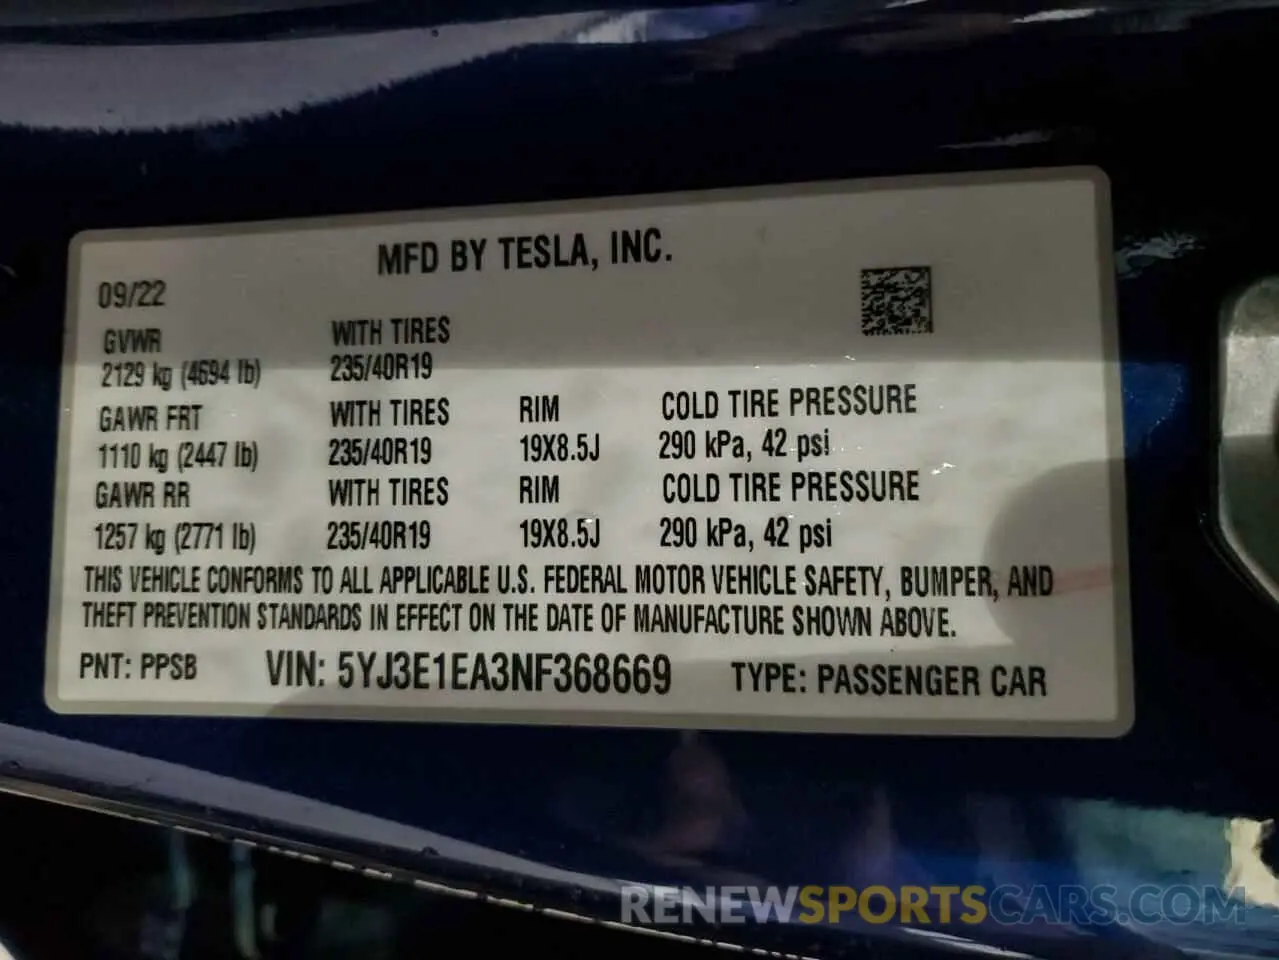 MFD BY TESLA, INC.
09/22
GVWR WITH TIRES
2129 kg (4694 lb) 235/40R19
GAWR FRT WITH TIRES RIM COLD TIRE PRESSURE
1110 kg (2447 lb) 235/40R19 19X8.5J 290 kPa, 42 psi
GAWR RR WITH TIRES RIM COLD TIRE PRESSURE
1257 kg (2771 lb) 235/40R19 19X8.5J 290 kPa, 42 psi
THIS VEHICLE CONFORMS TO ALL APPLICABLE U.S. FEDERAL MOTOR VEHICLE SAFETY, BUMPER, AND
THEFT PREVENTION STANDARDS IN EFFECT ON THE DATE OF MANUFACTURE SHOWN ABOVE.
PNT: PPSB VIN: 5YJ3E1EA3NF368669 TYPE: PASSENGER CAR
RENEWSPORTSCARS.COM